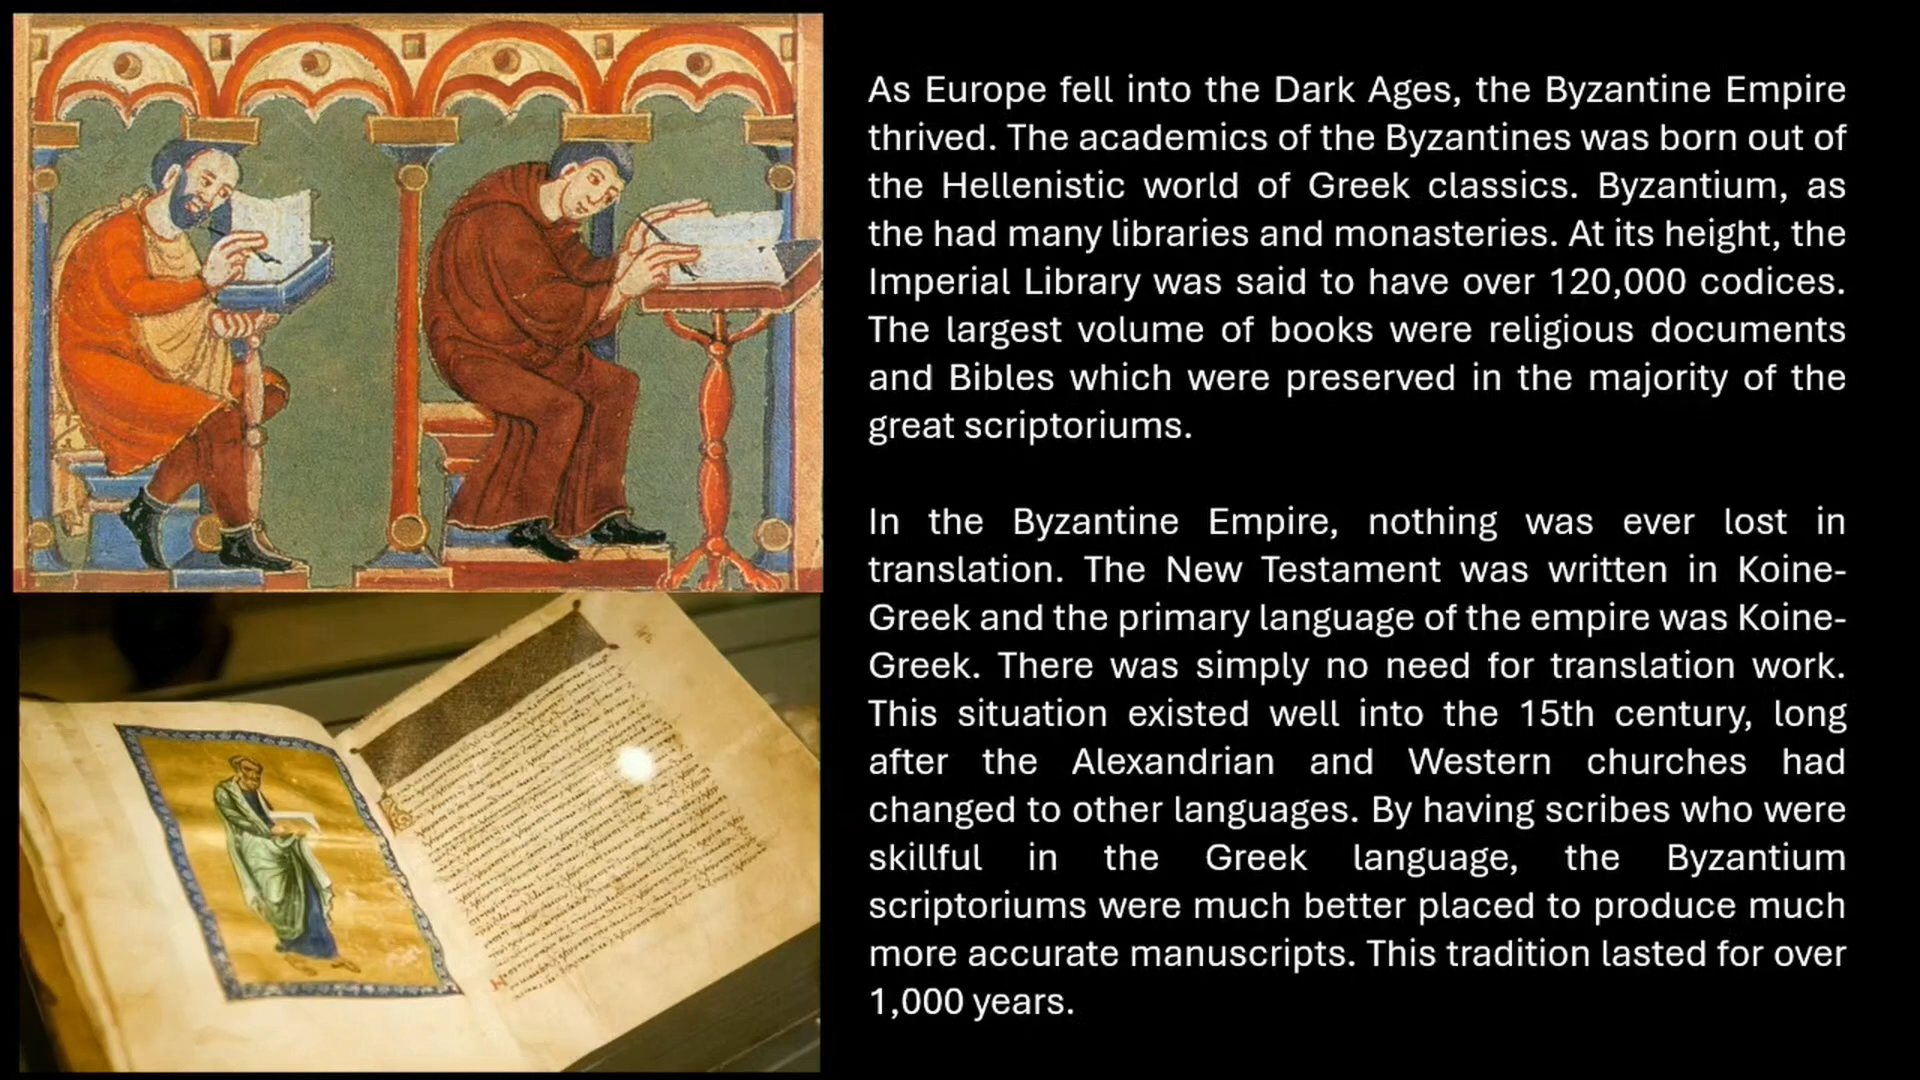 As Europe fell into the Dark Ages, the Byzantine Empire
thrived. The academics of the Byzantines was born out of
the Hellenistic world of Greek classics. Byzantium, as
the had many libraries and monasteries. At its height, the
Imperial Library was said to have over 120,000 codices.
The largest volume of books were religious documents
and Bibles which were preserved in the majority of the
great scriptoriums.
In the Byzantine Empire, nothing was ever lost in
translation. The New Testament was written in Koine-
Greek and the primary language of the empire was Koine-
Greek. There was simply no need for translation work.
This situation existed well into the 15th century, long
after the Alexandrian and Western churches had
changed to other languages. By having scribes who were
skillful in the Greek language, the Byzantium
scriptoriums were much better placed to produce much
more accurate manuscripts. This tradition lasted for over
1,000 years.